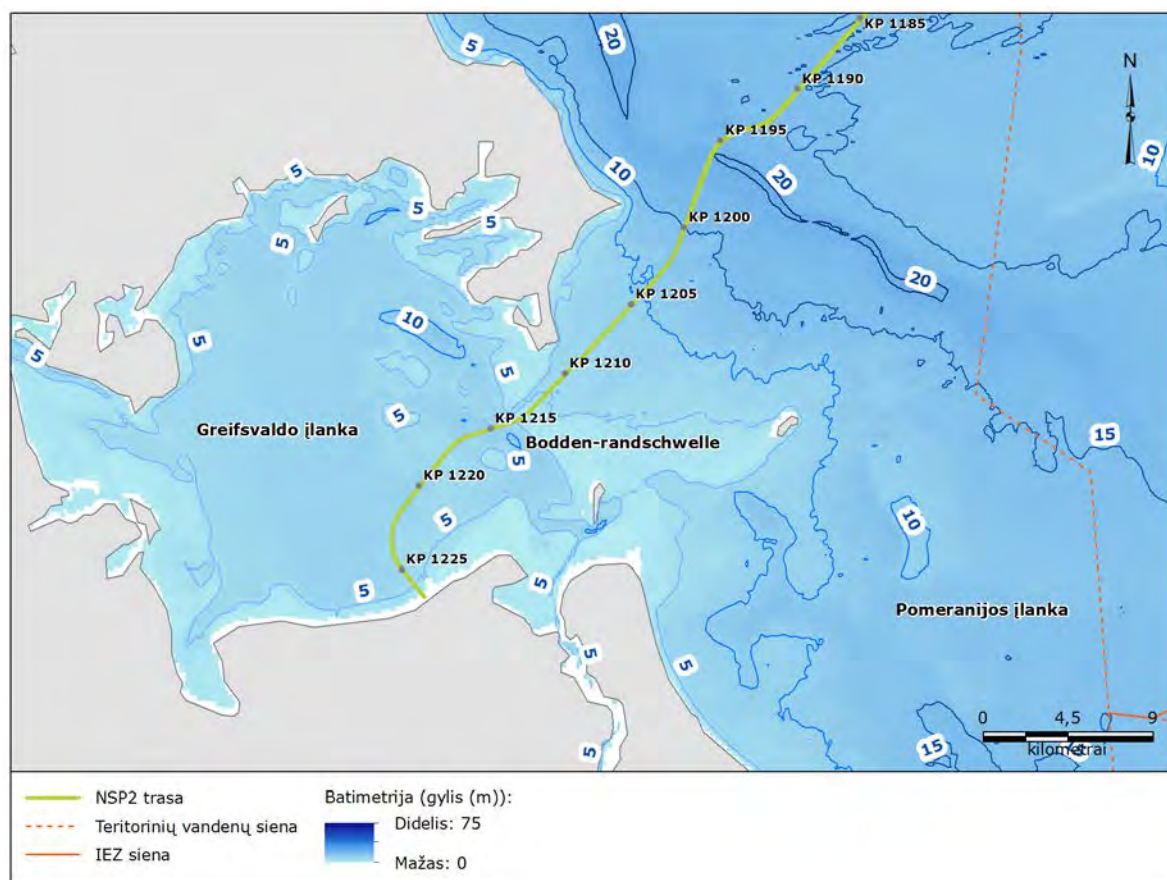 5
20
KP 1185
N
KP 1190
KP 1195
10
10
20
5
5
5
5
KP 1200
20
KP 1205
10
5
5
KP 1210
5
5
KP 1215
Greifsvaldo įlanka
Bodden-randschwelle
15
5
KP 1220
10
5
KP 1225
5
5
Pomeranijos įlanka
5
5
0 4,5 9
kilometrai
15
5
NSP2 trasa
Teritorinių vandenų siena
IEZ siena
Batimetrija (gylis (m)):
Didelis: 75
Mažas: 0